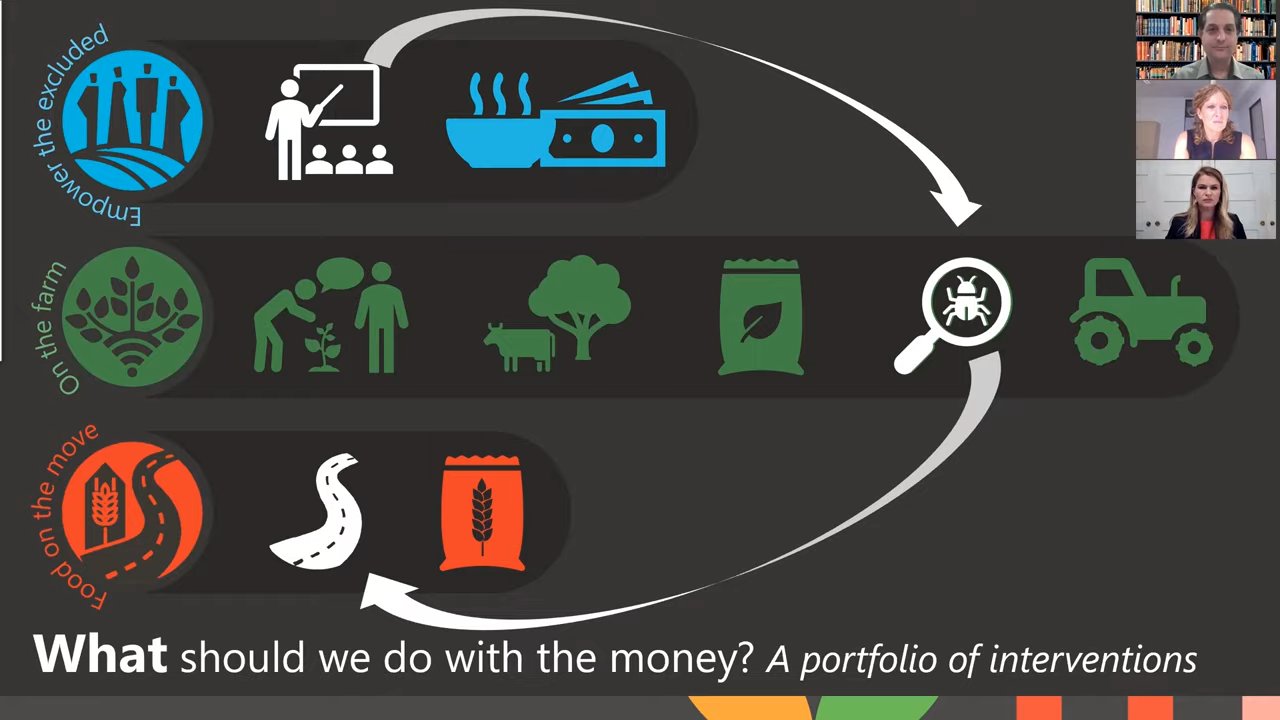 Empower the excluded
On the farm
Food on the move
What should we do with the money? A portfolio of interventions